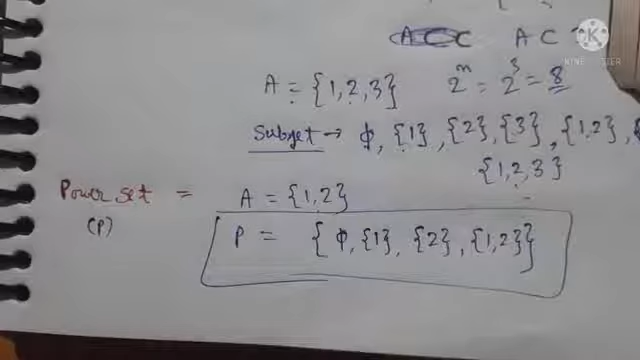 A ⊂ C   A ⊂
A = {1,2,3}   2ⁿ = 2³ = 8
Subset → ϕ, {1}, {2}, {3}, {1,2}, {
{1,2,3}
Power set = A = {1,2}
(P) P = { ϕ, {1}, {2}, {1,2}}